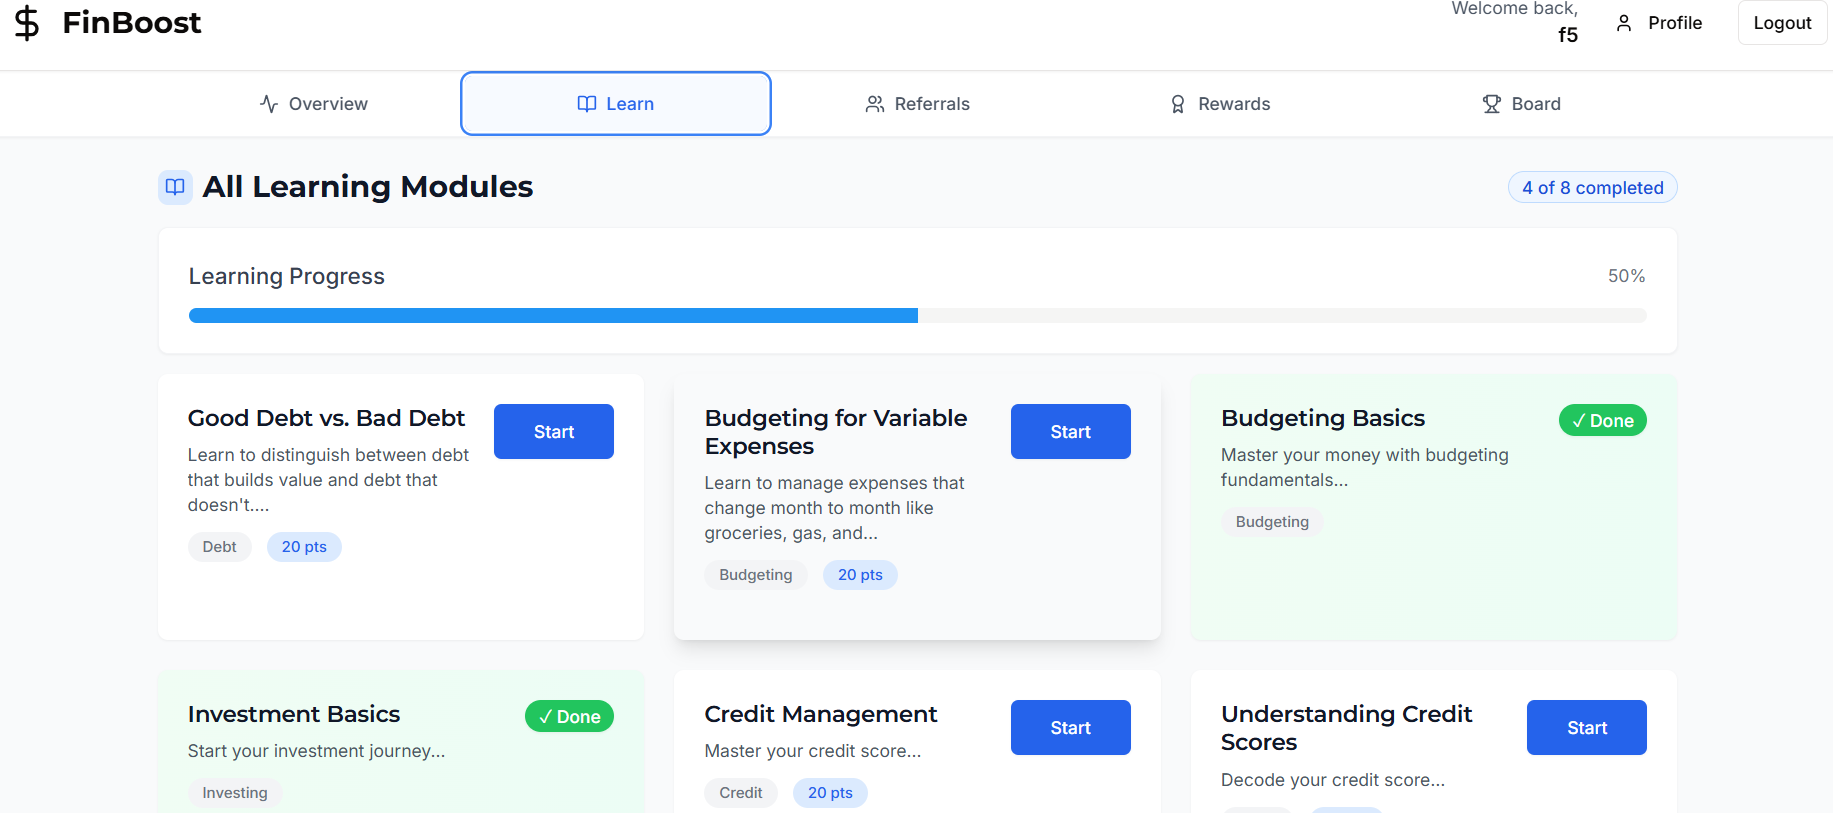 FinBoost
Welcome back,
f5
Profile
Logout
Overview
Learn
Referrals
Rewards
Board
All Learning Modules
4 of 8 completed
Learning Progress
50%
Good Debt vs. Bad Debt
Start
Learn to distinguish between debt
that builds value and debt that
doesn't....
Debt
20 pts
Budgeting for Variable
Expenses
Start
Learn to manage expenses that
change month to month like
groceries, gas, and...
Budgeting
20 pts
Budgeting Basics
✓ Done
Master your money with budgeting
fundamentals...
Budgeting
Investment Basics
✓ Done
Start your investment journey...
Investing
Credit Management
Start
Master your credit score...
Credit
20 pts
Understanding Credit
Scores
Start
Decode your credit score...